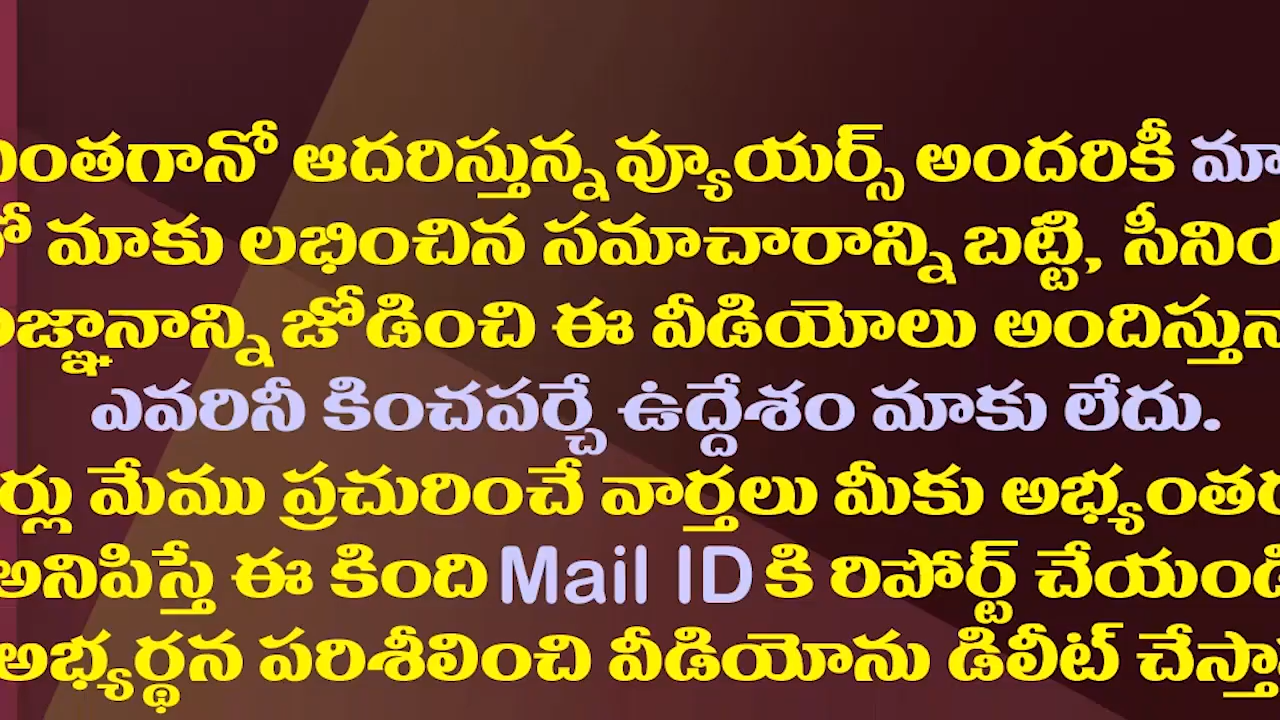 ఎంతగానో ఆదరిస్తున్న వ్యూయర్స్ అందరికీ మా
మాకు లభించిన సమాచారాన్ని బట్టి, సీనియ
జ్ఞానాన్ని జోడించి ఈ వీడియోలు అందిస్తున్నా
ఎవరినీ కించపర్చే ఉద్దేశం మాకు లేదు.
మేము ప్రచురించే వార్తలు మీకు అభ్యంతర
అనిపిస్తే ఈ కింది Mail ID కి రిపోర్ట్ చేయండి
అభ్యర్థన పరిశీలించి వీడియోను డిలీట్ చేస్తా